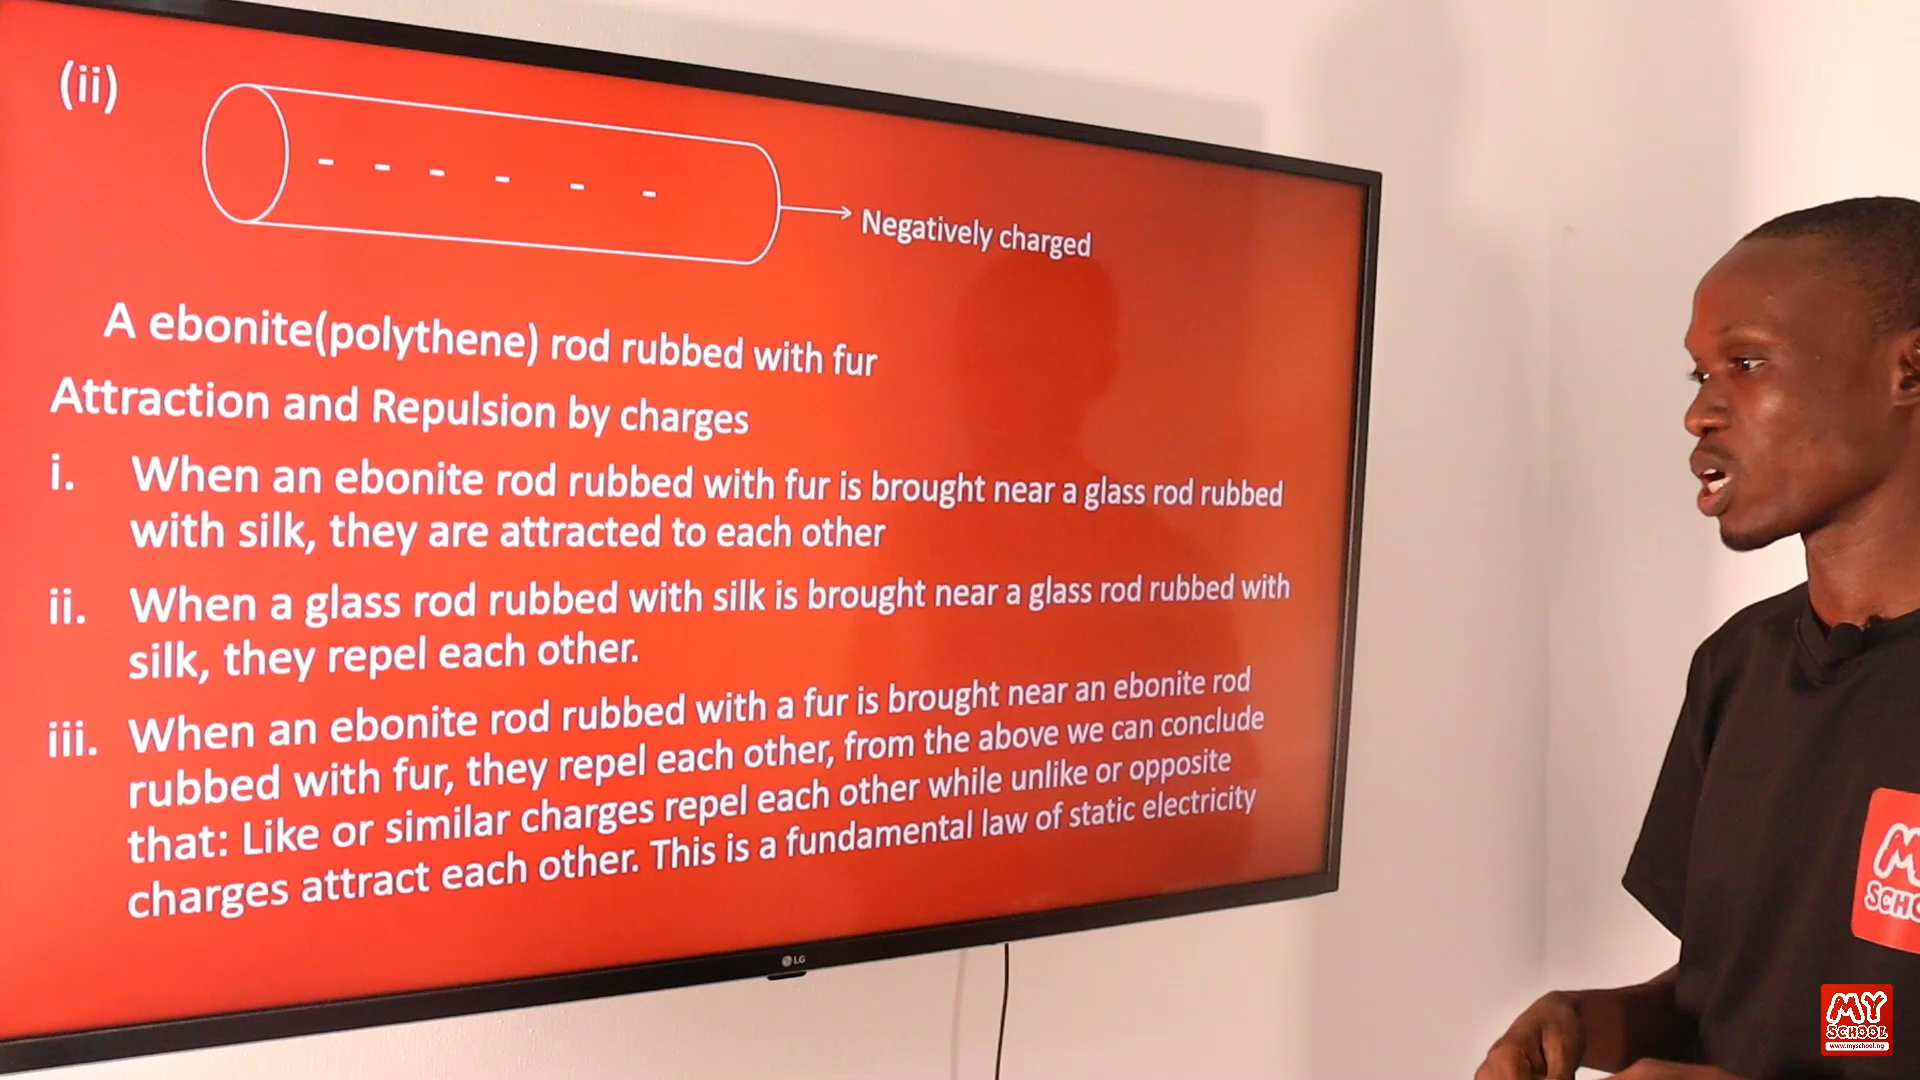 (ii)
- - - - - -
Negatively charged
A ebonite(polythene) rod rubbed with fur
Attraction and Repulsion by charges
i. When an ebonite rod rubbed with fur is brought near a glass rod rubbed
with silk, they are attracted to each other
ii. When a glass rod rubbed with silk is brought near a glass rod rubbed with
silk, they repel each other.
iii. When an ebonite rod rubbed with a fur is brought near an ebonite rod
rubbed with fur, they repel each other, from the above we can conclude
that: Like or similar charges repel each other while unlike or opposite
charges attract each other. This is a fundamental law of static electricity
LG
MY
SCHOOL
www.myschool.ng